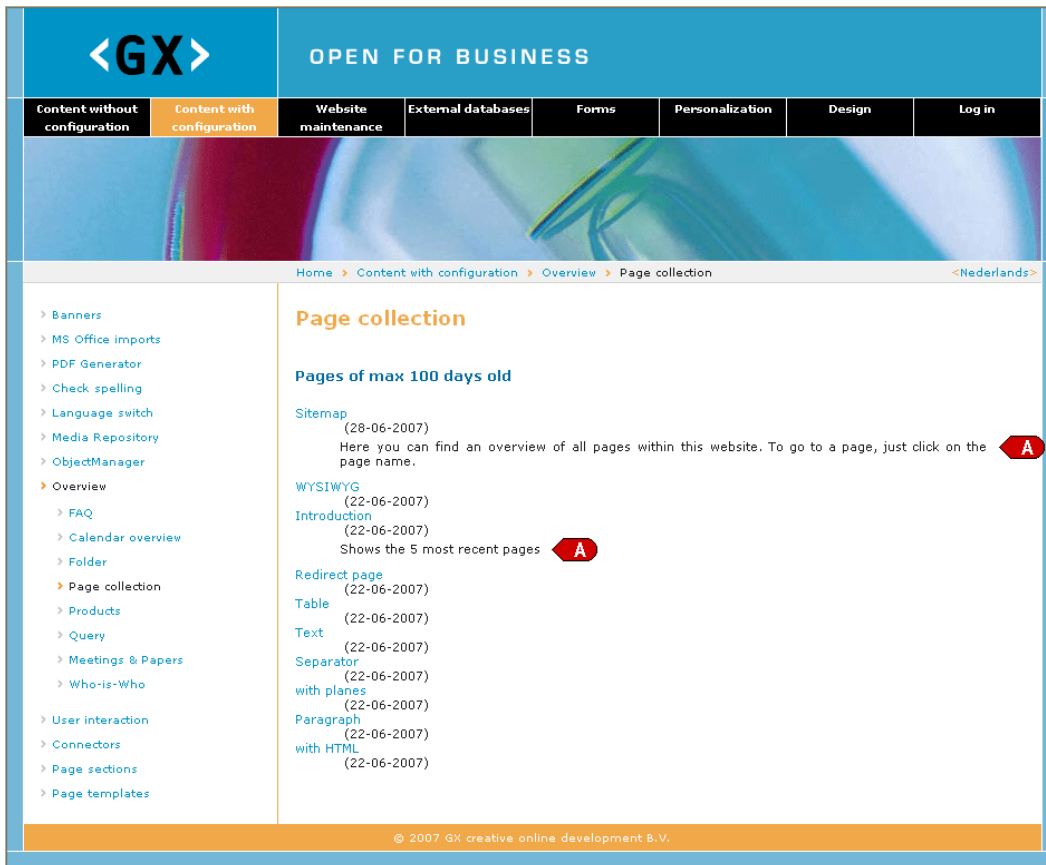 <GX>
OPEN FOR BUSINESS
Content without configuration
Content with configuration
Website maintenance
External databases
Forms
Personalization
Design
Log in
Home > Content with configuration > Overview > Page collection
<Nederlands>
> Banners
> MS Office imports
> PDF Generator
> Check spelling
> Language switch
> Media Repository
> ObjectManager
> Overview
> FAQ
> Calendar overview
> Folder
> Page collection
> Products
> Query
> Meetings & Papers
> Who-is-Who
> User interaction
> Connectors
> Page sections
> Page templates
Page collection
Pages of max 100 days old
Sitemap
(28-06-2007)
Here you can find an overview of all pages within this website. To go to a page, just click on the
page name.
A
WYSIWYG
(22-06-2007)
Introduction
(22-06-2007)
Shows the 5 most recent pages
A
Redirect page
(22-06-2007)
Table
(22-06-2007)
Text
(22-06-2007)
Separator
(22-06-2007)
with planes
(22-06-2007)
Paragraph
(22-06-2007)
with HTML
(22-06-2007)
© 2007 GX creative online development B.V.